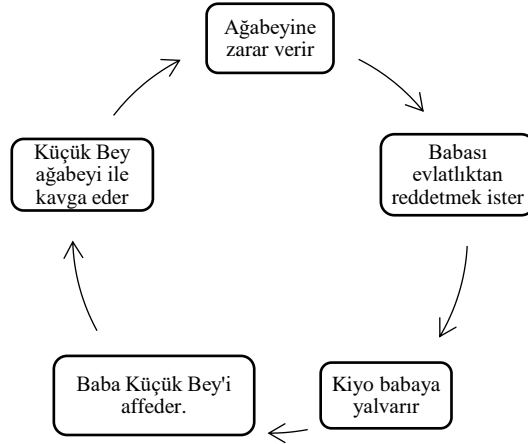 Ağabeyine
zarar verir
Babası
evlatlıktan
reddetmek ister
Kiyo babaya
yalvarır
Baba Küçük Bey'i
affeder.
Küçük Bey
ağabeyi ile
kavga eder